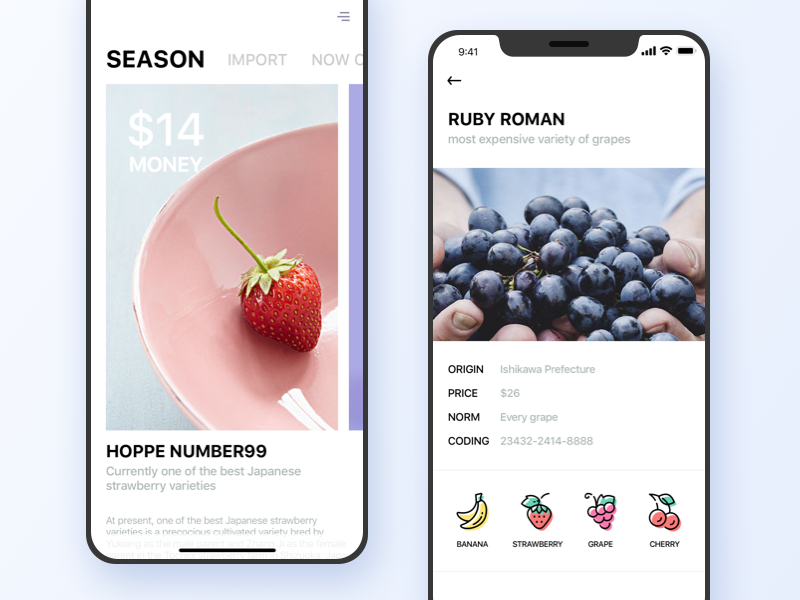 SEASON IMPORT NOW
$14
MONEY
HOPPE NUMBER99
Currently one of the best Japanese
strawberry varieties
At present, one of the best Japanese strawberry
varieties is a precocious cultivated variety bred by
9:41
RUBY ROMAN
most expensive variety of grapes
ORIGIN Ishikawa Prefecture
PRICE $26
NORM Every grape
CODING 23432-2414-8888
BANANA STRAWBERRY GRAPE CHERRY